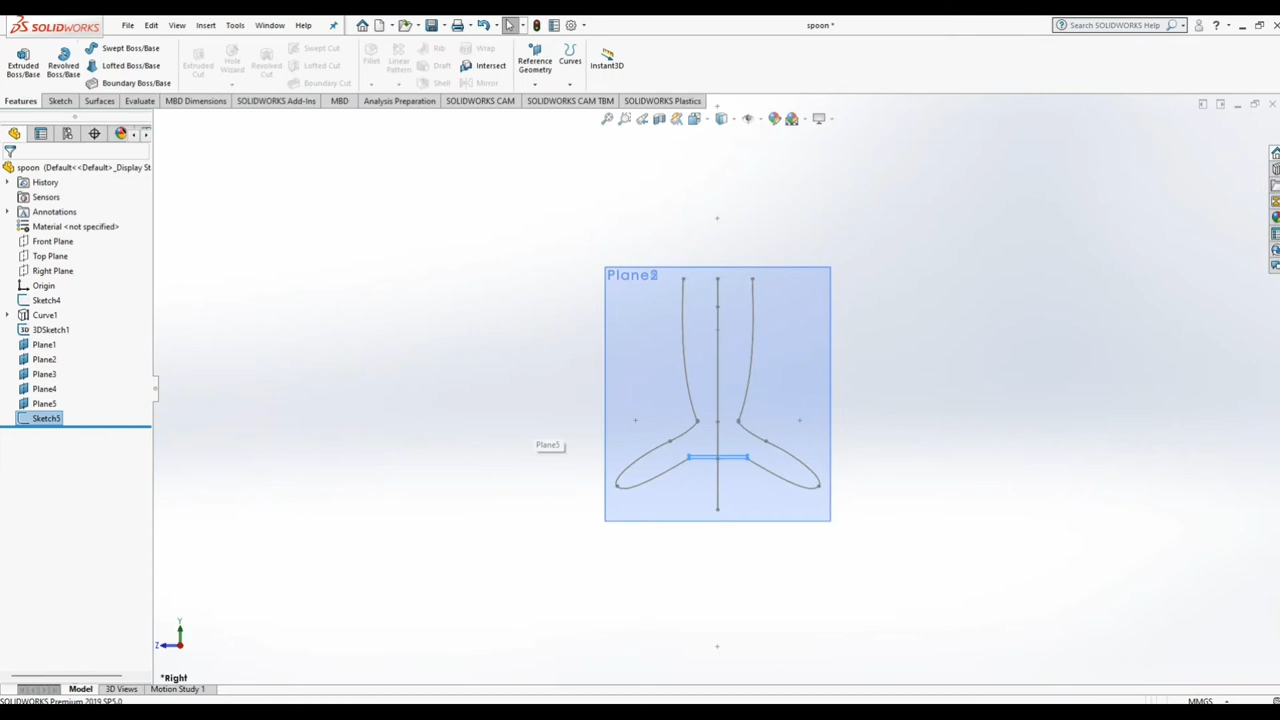 SOLIDWORKS
File Edit View Insert Tools Window Help
spoon *
Search SOLIDWORKS Help
Extruded Boss/Base
Revolved Boss/Base
Swept Boss/Base
Lofted Boss/Base
Boundary Boss/Base
Extruded Cut
Hole Wizard
Revolved Cut
Swept Cut
Lofted Cut
Boundary Cut
Fillet
Linear Pattern
Rib
Draft
Shell
Wrap
Intersect
Mirror
Reference Geometry
Curves
Instant3D
Features Sketch Surfaces Evaluate MBD Dimensions SOLIDWORKS Add-Ins MBD Analysis Preparation SOLIDWORKS CAM SOLIDWORKS CAM TBM SOLIDWORKS Plastics
spoon (Default<<Default>_Display St
History
Sensors
Annotations
Material <not specified>
Front Plane
Top Plane
Right Plane
Origin
Sketch4
Curve1
3D 3DSketch1
Plane1
Plane2
Plane3
Plane4
Plane5
Sketch5
Plane5
Y
Z
*Right
Model 3D Views Motion Study 1
SOLIDWORKS Premium 2019 SP5.0
MMGS